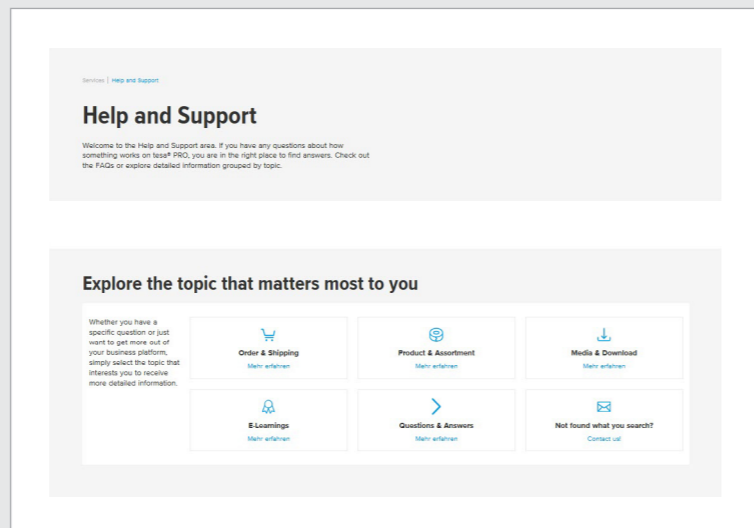 Services | Help and Support
Help and Support
Welcome to the Help and Support area. If you have any questions about how
something works on tesa® PRO, you are in the right place to find answers. Check out
the FAQs or explore detailed information grouped by topic.
Explore the topic that matters most to you
Whether you have a
specific question or just
want to get more out of
your business platform,
simply select the topic that
interests you to receive
more detailed information.
Order & Shipping
Mehr erfahren
Product & Assortment
Mehr erfahren
Media & Download
Mehr erfahren
E-Learnings
Mehr erfahren
Questions & Answers
Mehr erfahren
Not found what you search?
Contact us!